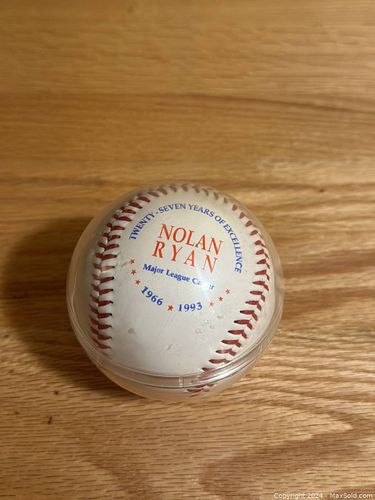 TWENTY-SEVEN YEARS OF EXCELLENCE
NOLAN
RYAN
Major League
1966 ★ 1993
Copyright 2024 - MaxSold.com